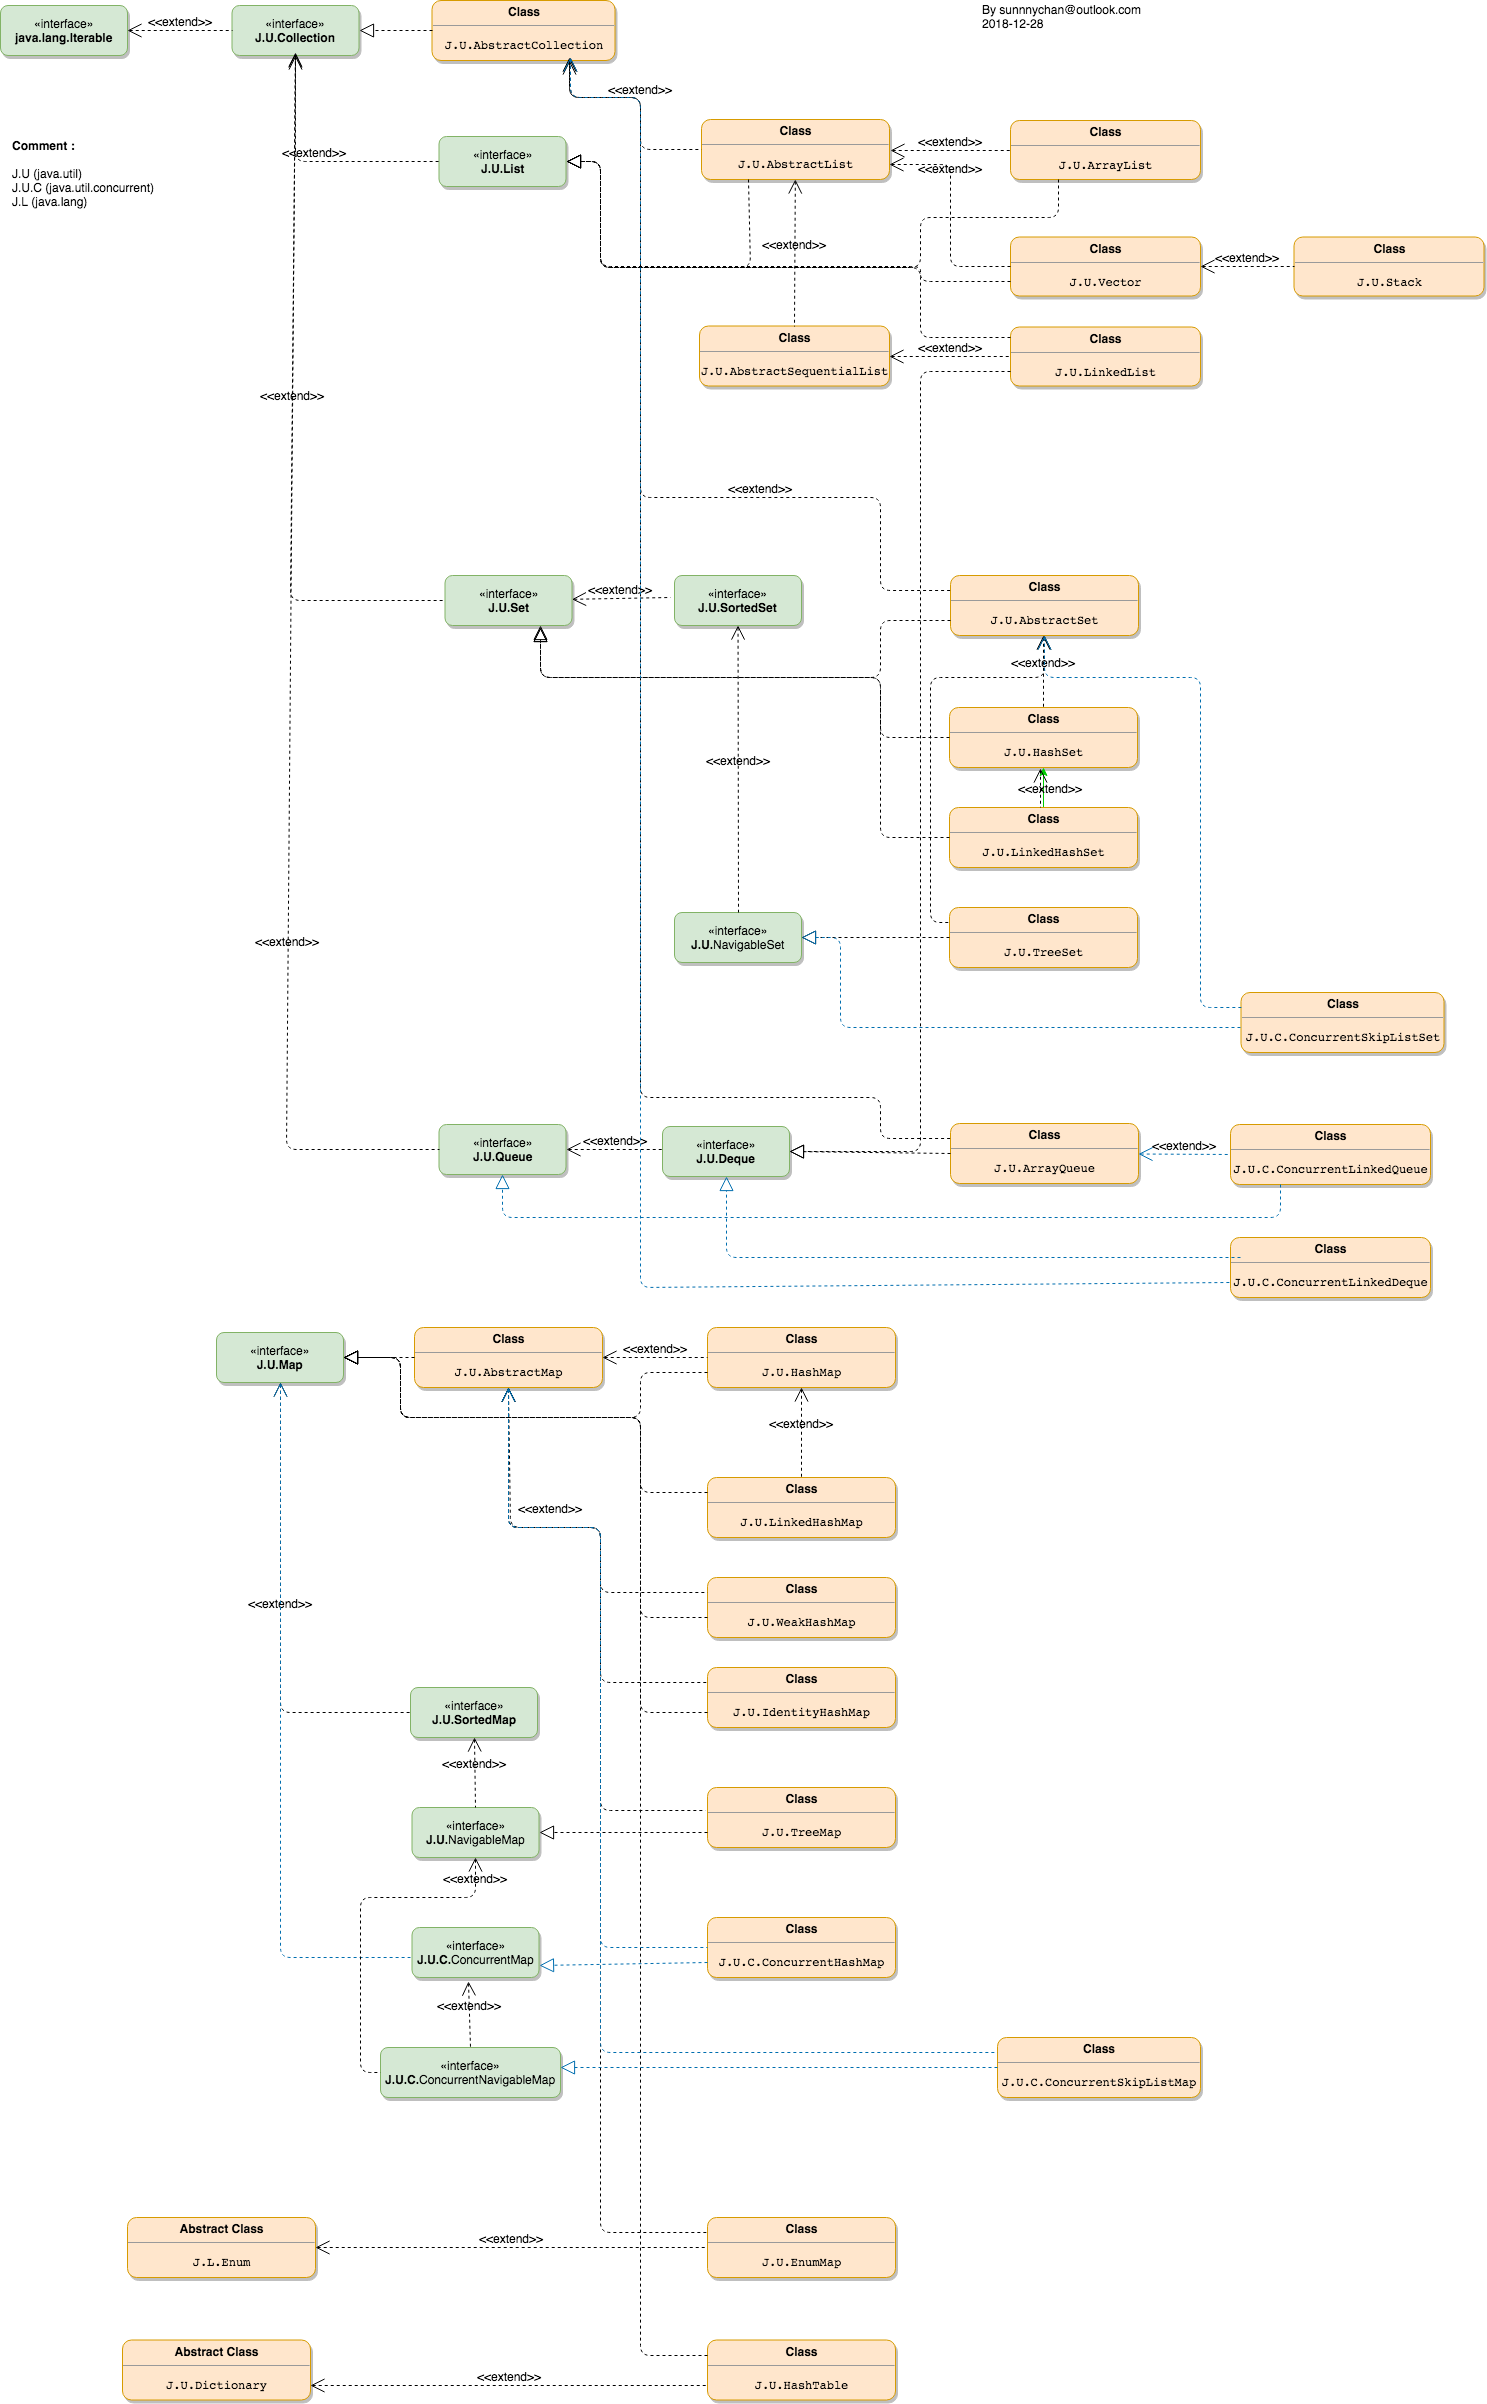 «interface»
java.lang.Iterable
<<extend>>
«interface»
J.U.Collection
Class
J.U.AbstractCollection
By sunnnychan@outlook.com
2018-12-28
<<extend>>
Comment :
J.U (java.util)
J.U.C (java.util.concurrent)
J.L (java.lang)
<<extend>>
«interface»
J.U.List
Class
J.U.AbstractList
<<extend>>
<<extend>>
Class
J.U.ArrayList
<<extend>>
Class
J.U.Vector
<<extend>>
Class
J.U.Stack
Class
J.U.AbstractSequentialList
<<extend>>
Class
J.U.LinkedList
<<extend>>
<<extend>>
«interface»
J.U.Set
<<extend>>
«interface»
J.U.SortedSet
Class
J.U.AbstractSet
<<extend>>
Class
J.U.HashSet
<<extend>>
<<extend>>
Class
J.U.LinkedHashSet
<<extend>>
«interface»
J.U.NavigableSet
Class
J.U.TreeSet
Class
J.U.C.ConcurrentSkipListSet
«interface»
J.U.Queue
<<extend>>
«interface»
J.U.Deque
Class
J.U.ArrayQueue
<<extend>>
Class
J.U.C.ConcurrentLinkedQueue
Class
J.U.C.ConcurrentLinkedDeque
«interface»
J.U.Map
Class
J.U.AbstractMap
<<extend>>
Class
J.U.HashMap
<<extend>>
Class
J.U.LinkedHashMap
<<extend>>
Class
J.U.WeakHashMap
<<extend>>
Class
J.U.IdentityHashMap
«interface»
J.U.SortedMap
<<extend>>
Class
J.U.TreeMap
«interface»
J.U.NavigableMap
<<extend>>
Class
J.U.C.ConcurrentHashMap
«interface»
J.U.C.ConcurrentMap
<<extend>>
Class
J.U.C.ConcurrentSkipListMap
«interface»
J.U.C.ConcurrentNavigableMap
Abstract Class
J.L.Enum
<<extend>>
Class
J.U.EnumMap
Abstract Class
J.U.Dictionary
<<extend>>
Class
J.U.HashTable